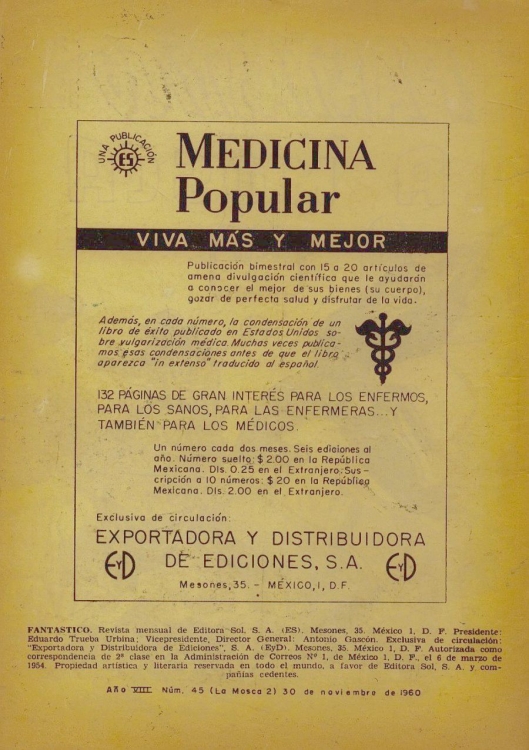 UNA PUBLICACIÓN
ES
MEDICINA
Popular
VIVA MÁS Y MEJOR
Publicación bimestral con 15 a 20 artículos de
amena divulgación científica que le ayudarán
a conocer el mejor de sus bienes (su cuerpo),
gozar de perfecta salud y disfrutar de la vida.
Además, en cada número, la condensación de un
libro de éxito publicado en Estados Unidos so-
bre vulgarización médica. Muchas veces publica-
mos esas condensaciones antes de que el libro
aparezca "in extenso" traducido al español.
132 PÁGINAS DE GRAN INTERÉS PARA LOS ENFERMOS,
PARA LOS SANOS, PARA LAS ENFERMERAS... Y
TAMBIÉN PARA LOS MÉDICOS.
Un número cada dos meses. Seis ediciones al
año. Número suelto: $ 2.00 en la República
Mexicana. Dls. 0.25 en el Extranjero. Sus-
cripción a 10 números: $ 20 en la República
Mexicana. Dls. 2.00 en el Extranjero.
Exclusiva de circulación:
EXPORTADORA Y DISTRIBUIDORA
DE EDICIONES, S.A.
EYD
EYD
Mesones, 35. - MÉXICO, 1, D.F.
FANTASTICO. Revista mensual de Editora Sol, S. A. (ES). Mesones, 35. México 1, D. F. Presidente:
Eduardo Trueba Urbina; Vicepresidente, Director General: Antonio Gascón. Exclusiva de circulación:
"Exportadora y Distribuidora de Ediciones", S. A. (EyD). Mesones, 35. México 1, D. F. Autorizada como
correspondencia de 2ª clase en la Administración de Correos Nº 1, de México 1, D. F., el 6 de marzo de
1954. Propiedad artística y literaria reservada en todo el mundo, a favor de Editora Sol, S. A. y com-
pañías cedentes.
Año VIII Núm. 45 (La Mosca 2) 30 de noviembre de 1960